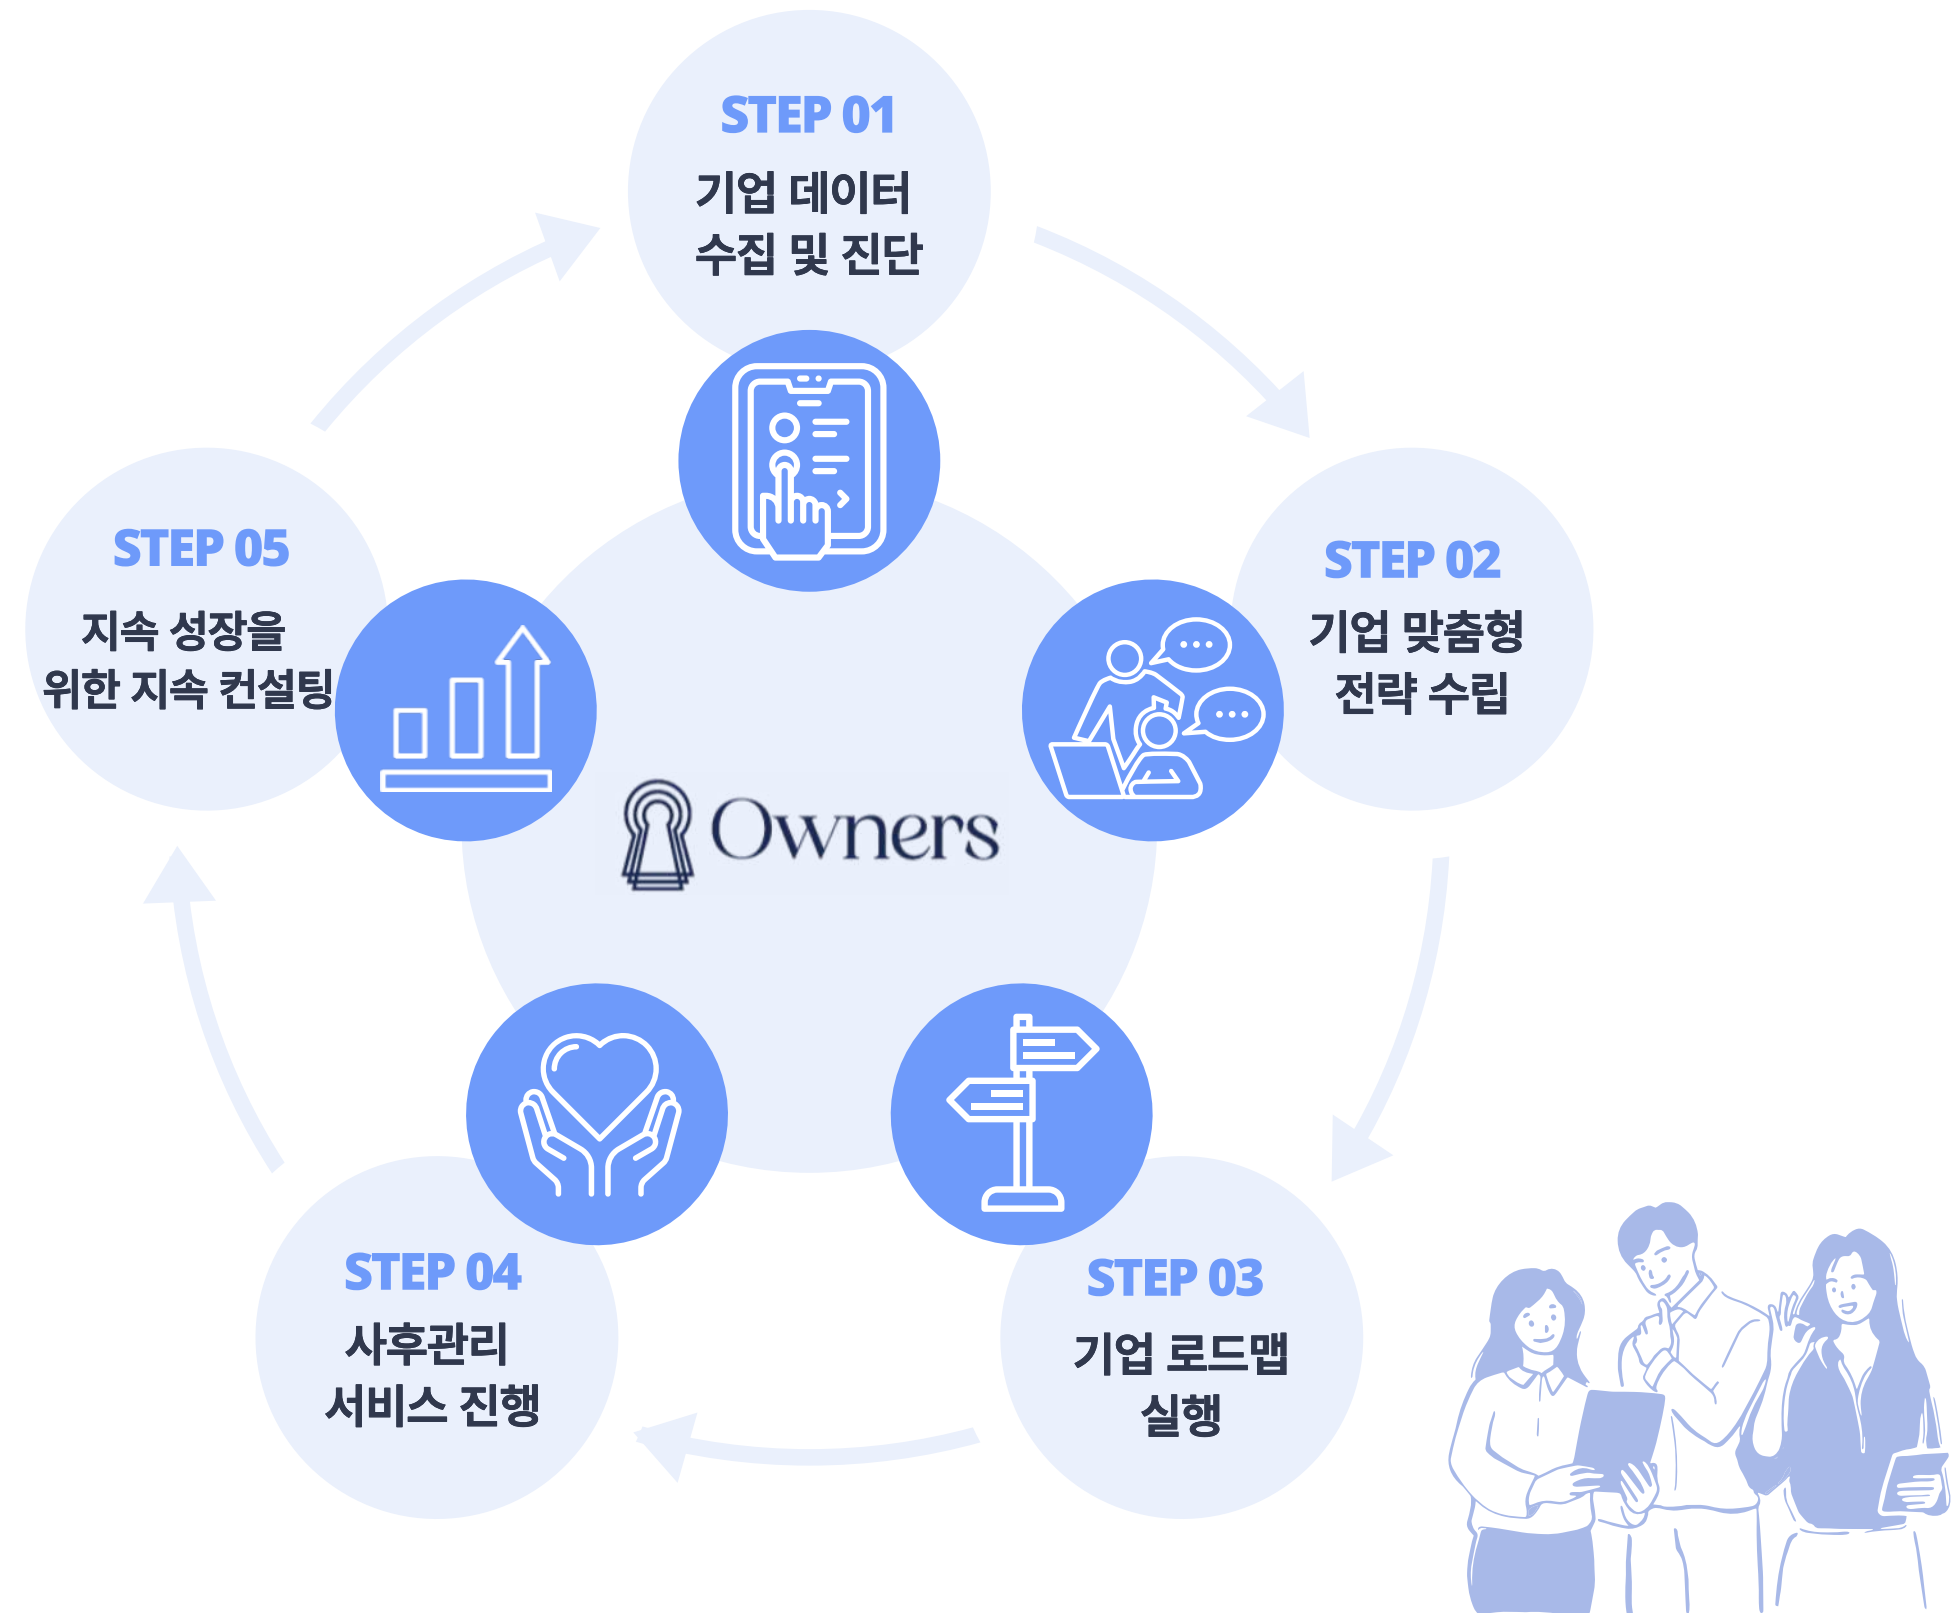 STEP 01
기업 데이터
수집 및 진단
STEP 02
기업 맞춤형
전략 수립
STEP 03
기업 로드맵
실행
STEP 04
사후관리
서비스 진행
STEP 05
지속 성장을
위한 지속 컨설팅
Owners